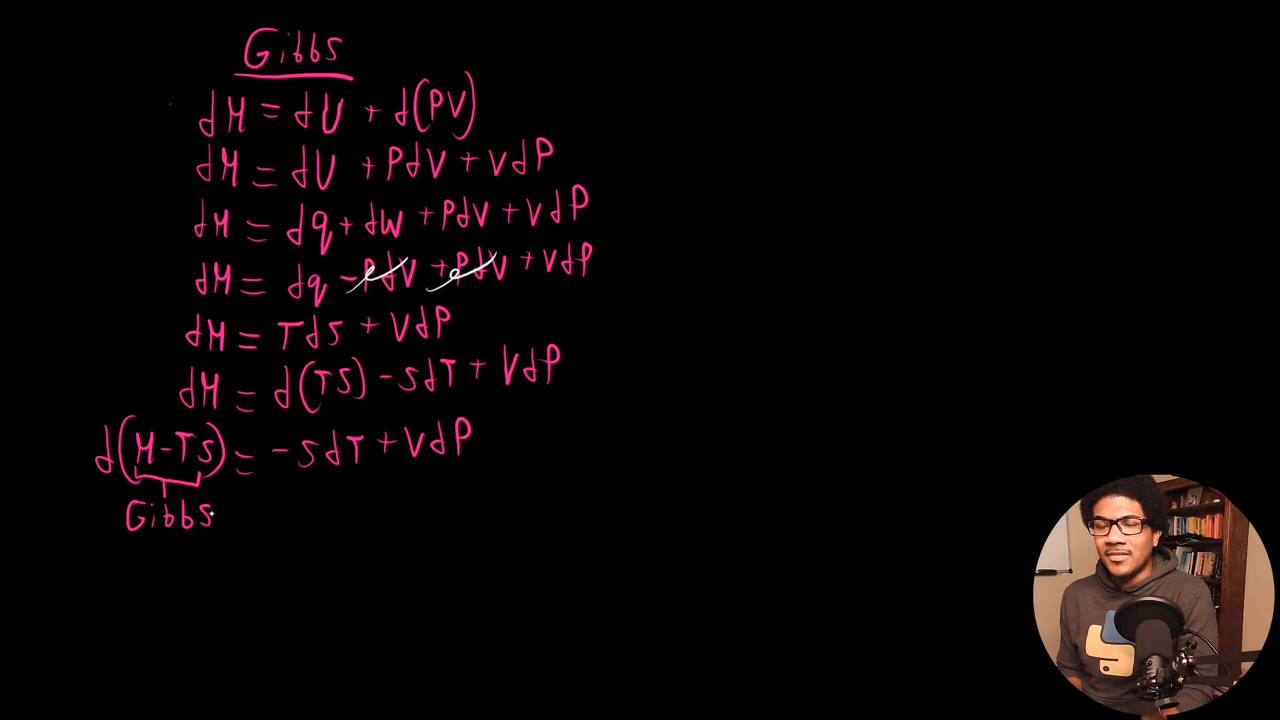 Gibbs
dH = dU + d(PV)
dH = dU + PdV + VdP
dH = dq + dw + PdV + VdP
dH = dq - PdV + PdV + VdP
dH = TdS + VdP
dH = d(TS) - SdT + VdP
d(H-TS) = -SdT + VdP
Gibbs